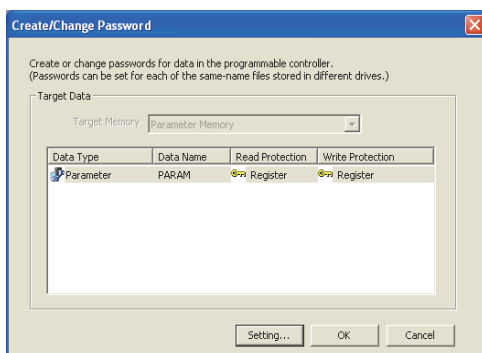 Create/Change Password
Create or change passwords for data in the programmable controller.
(Passwords can be set for each of the same-name files stored in different drives.)
Target Data
Target Memory Parameter Memory
Data Type Data Name Read Protection Write Protection
Parameter PARAM Register Register
Setting... OK Cancel